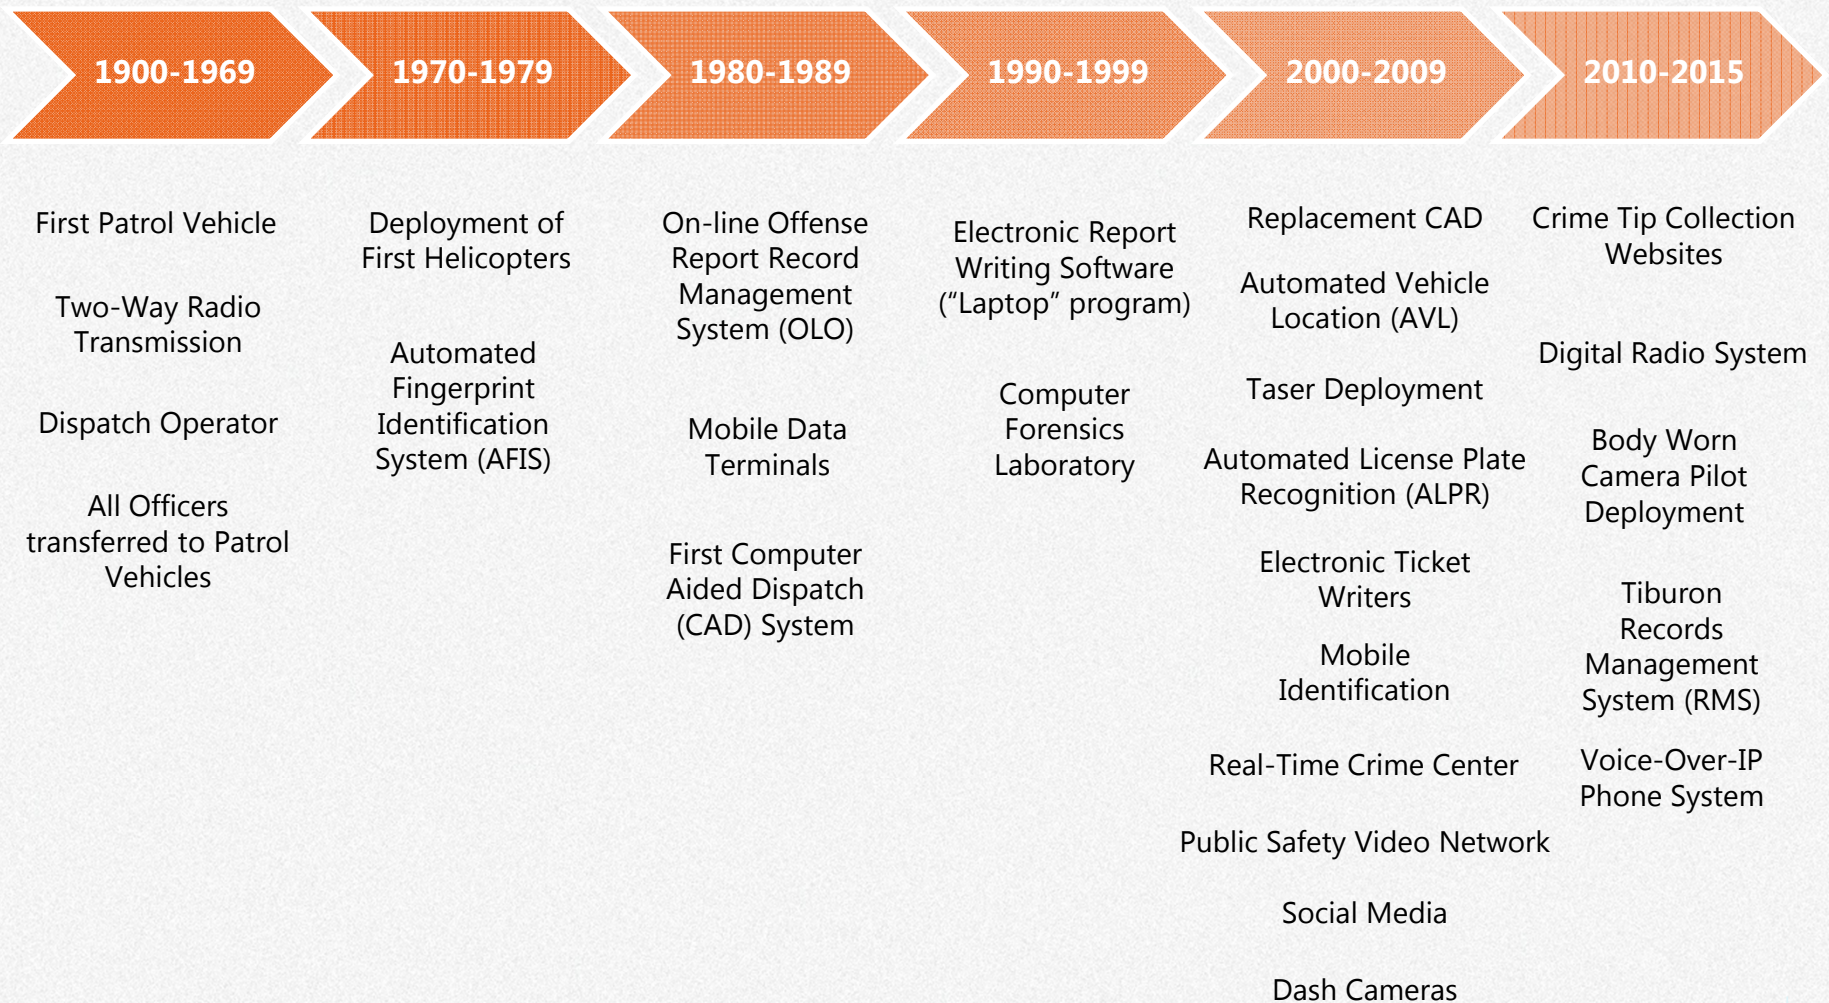 1900-1969
1970-1979
1980-1989
1990-1999
2000-2009
2010-2015
First Patrol Vehicle
Two-Way Radio
Transmission
Dispatch Operator
All Officers
transferred to Patrol
Vehicles
Deployment of
First Helicopters
Automated
Fingerprint
Identification
System (AFIS)
On-line Offense
Report Record
Management
System (OLO)
Mobile Data
Terminals
First Computer
Aided Dispatch
(CAD) System
Electronic Report
Writing Software
(“Laptop” program)
Computer
Forensics
Laboratory
Replacement CAD
Automated Vehicle
Location (AVL)
Taser Deployment
Automated License Plate
Recognition (ALPR)
Electronic Ticket
Writers
Mobile
Identification
Real-Time Crime Center
Public Safety Video Network
Social Media
Dash Cameras
Crime Tip Collection
Websites
Digital Radio System
Body Worn
Camera Pilot
Deployment
Tiburon
Records
Management
System (RMS)
Voice-Over-IP
Phone System